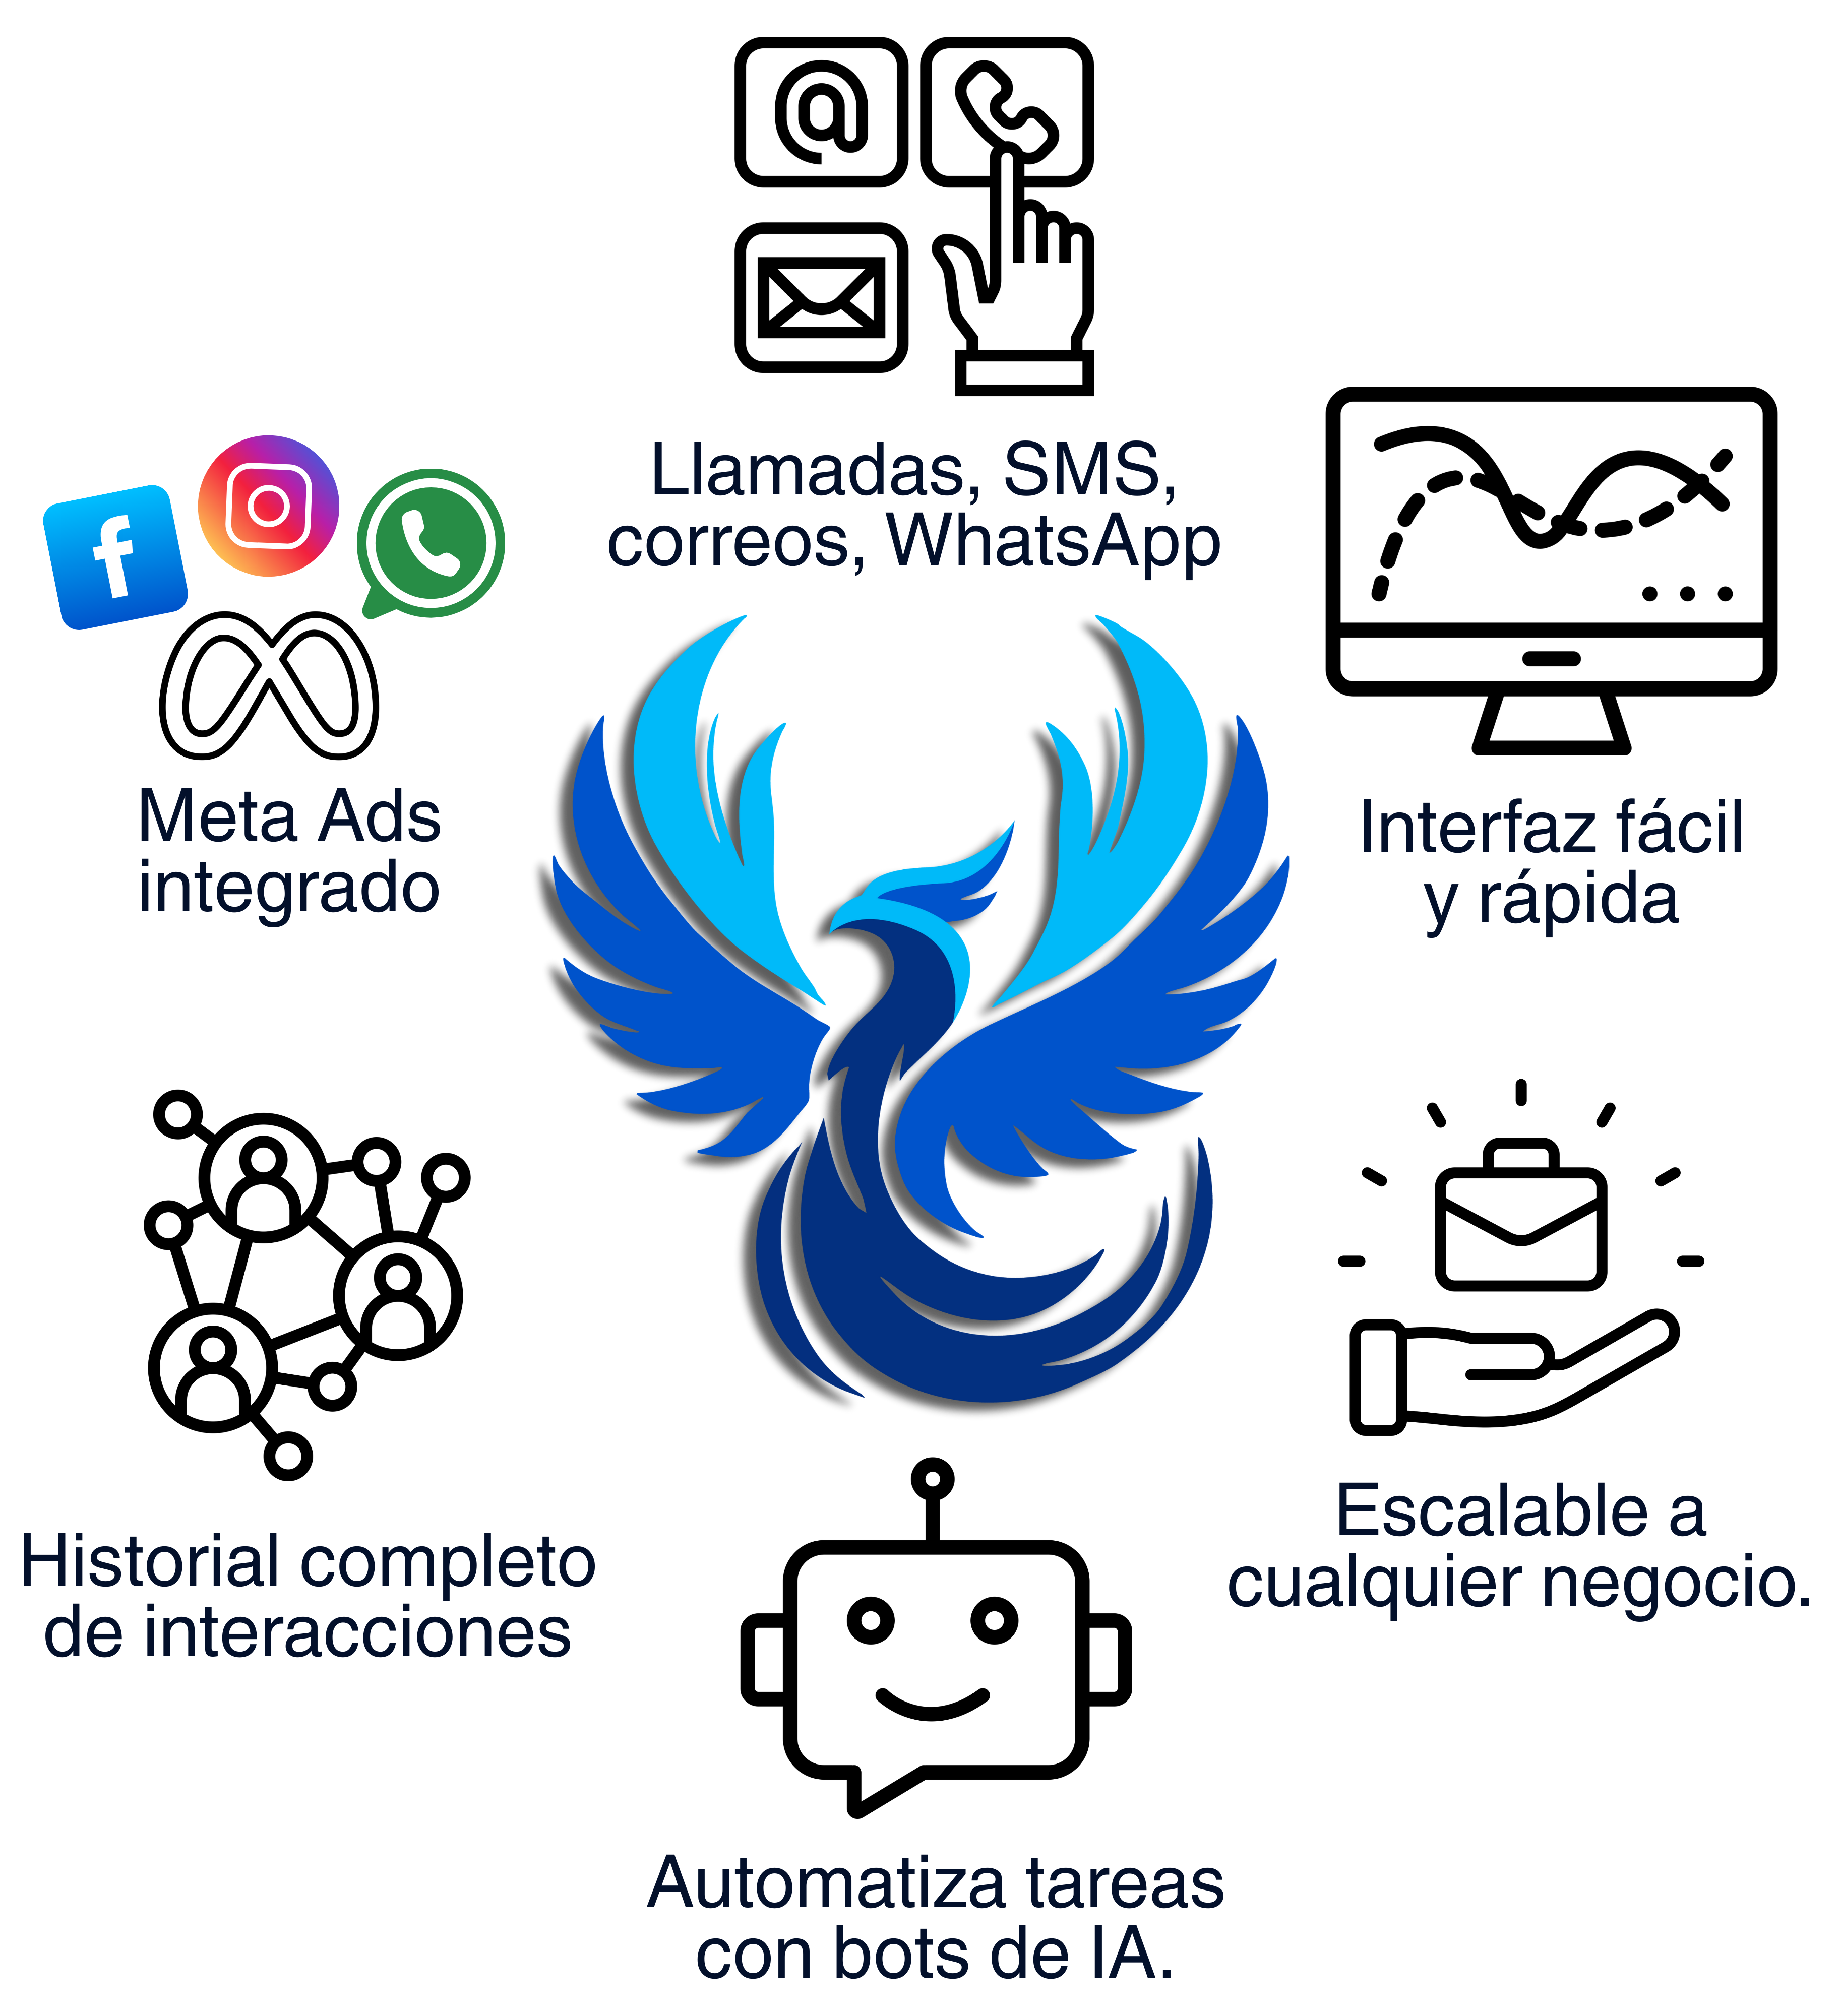 Llamadas, SMS,
correos, WhatsApp
Meta Ads
integrado
Interfaz fácil
y rápida
Historial completo
de interacciones
Escalable a
cualquier negocio.
Automatiza tareas
con bots de IA.